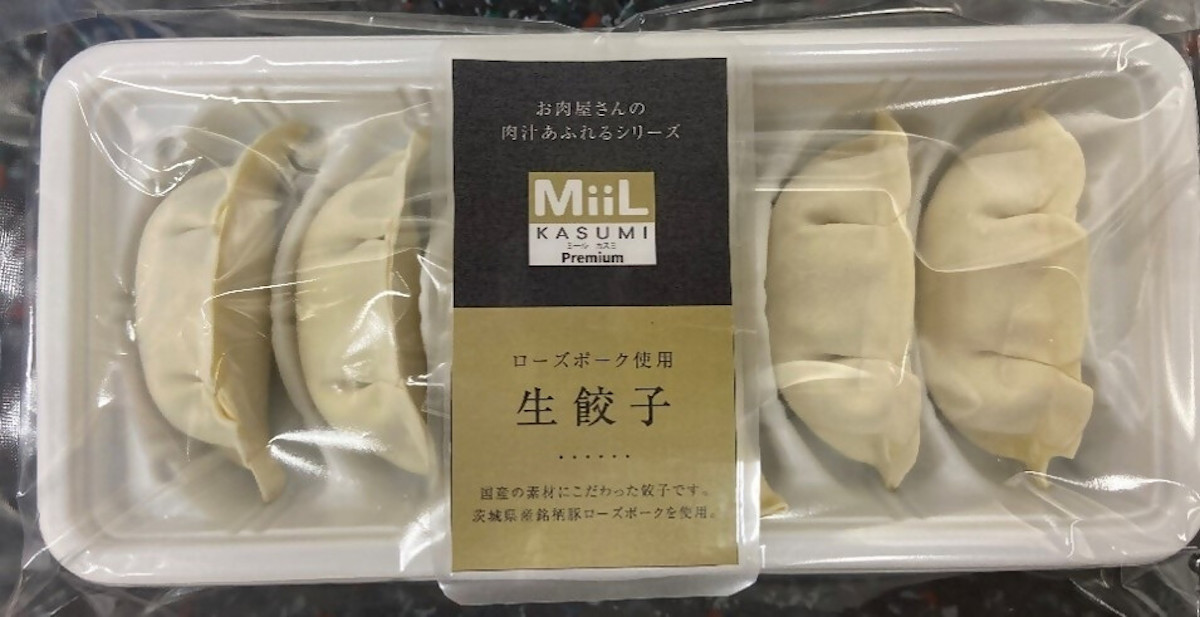 お肉屋さんの
肉汁あふれるシリーズ
MiiL
KASUMI
ミール カスミ
Premium
ローズポーク使用
生餃子
······
国産の素材にこだわった餃子です。
茨城県産銘柄豚ローズポークを使用。